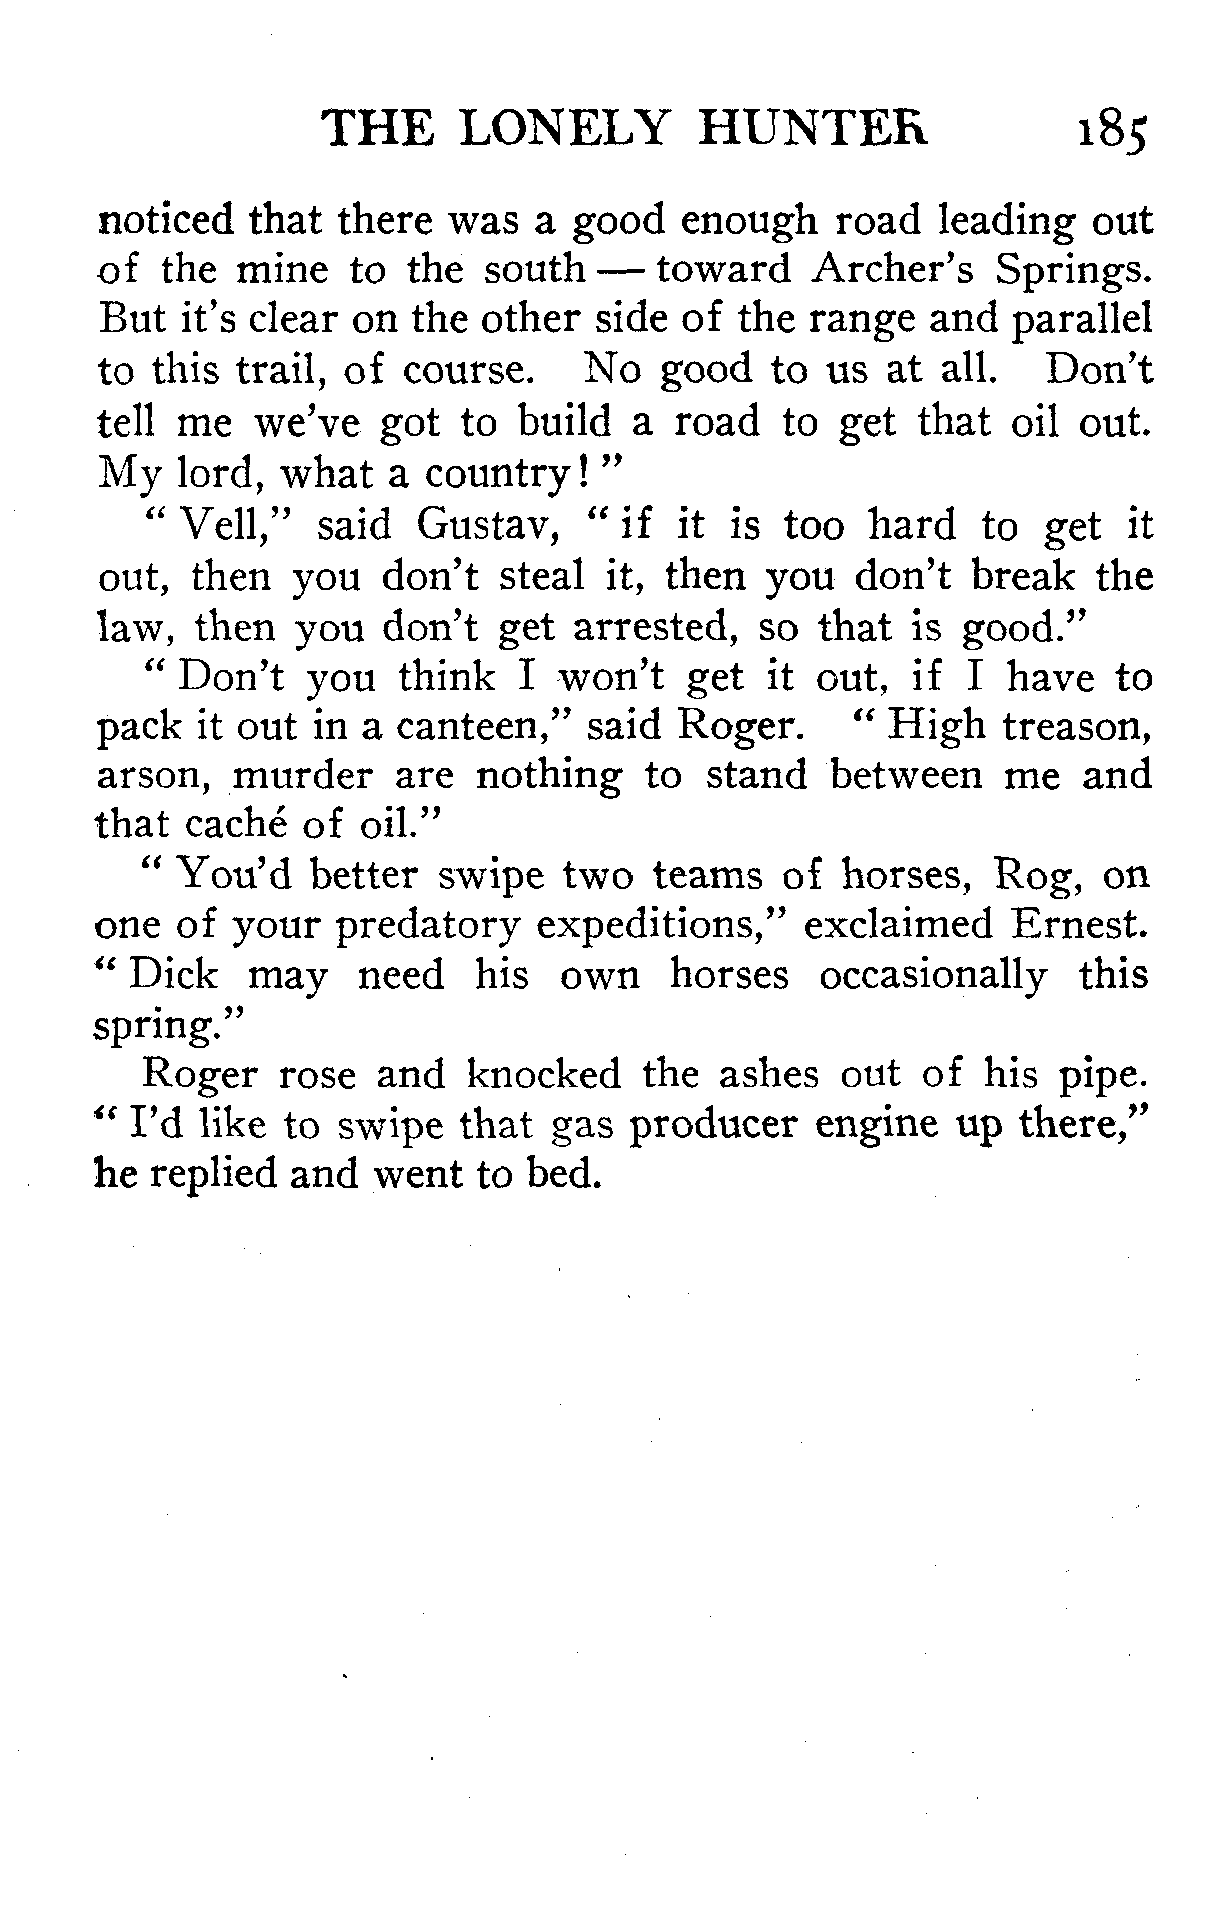 THE LONELY HUNTER 185
noticed that there was a good enough road leading out
of the mine to the south — toward Archer's Springs.
But it's clear on the other side of the range and parallel
to this trail, of course. No good to us at all. Don't
tell me we've got to build a road to get that oil out.
My lord, what a country! "
" Vell," said Gustav, " if it is too hard to get it
out, then you don't steal it, then you don't break the
law, then you don't get arrested, so that is good."
" Don't you think I won't get it out, if I have to
pack it out in a canteen," said Roger. " High treason,
arson, murder are nothing to stand between me and
that caché of oil."
" You'd better swipe two teams of horses, Rog, on
one of your predatory expeditions," exclaimed Ernest.
" Dick may need his own horses occasionally this
spring."
Roger rose and knocked the ashes out of his pipe.
" I'd like to swipe that gas producer engine up there,"
he replied and went to bed.